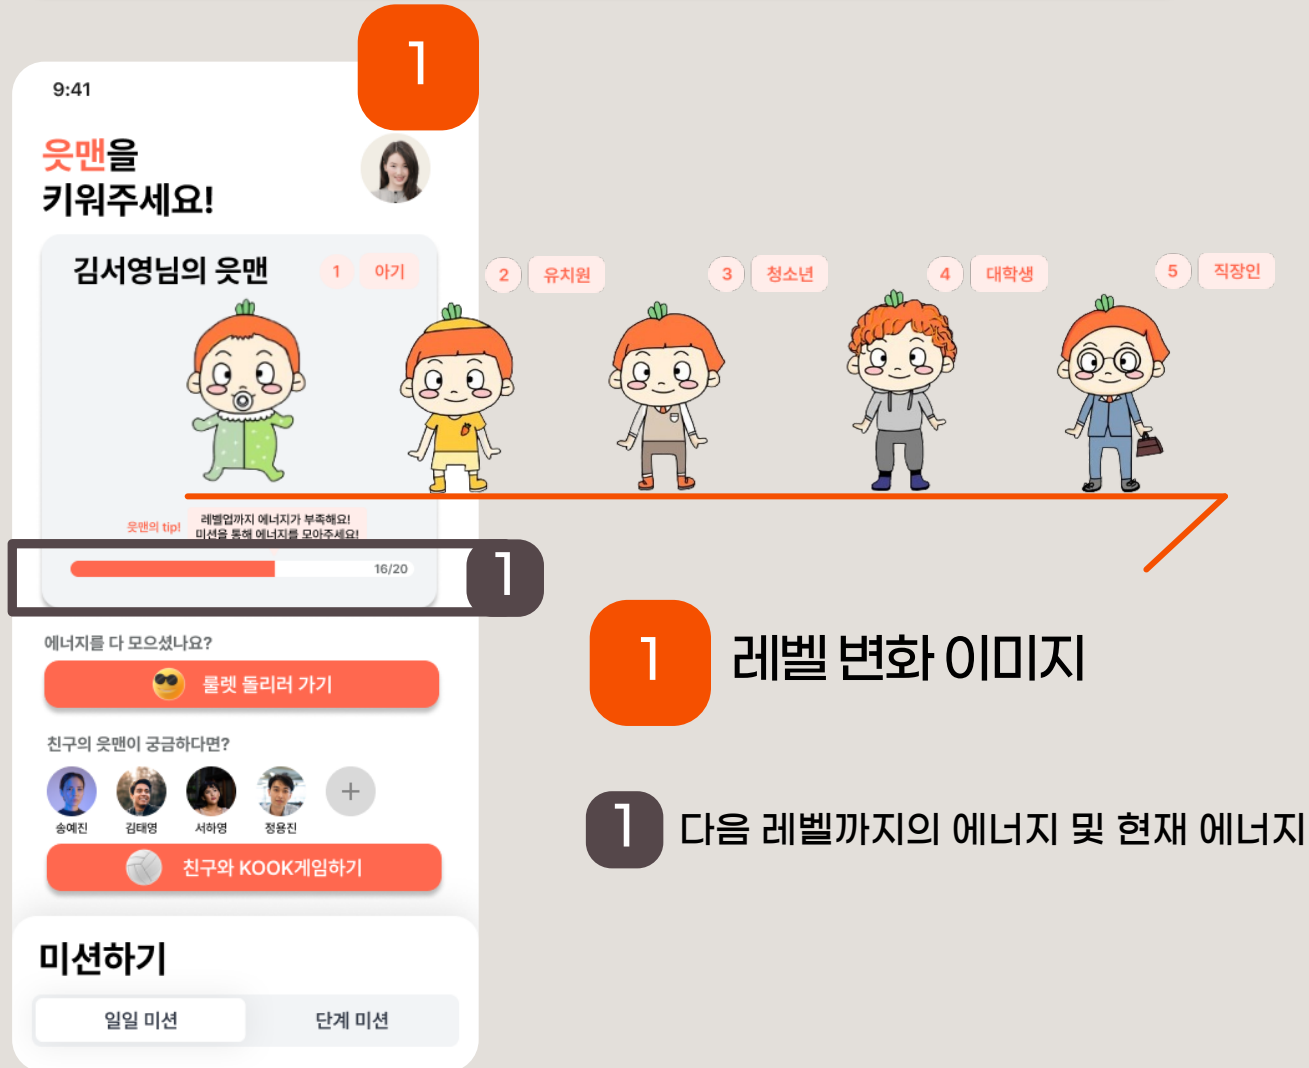 1
9:41
웃맨을
키워주세요!
김서영님의 웃맨
1 아기
2 유치원
3 청소년
4 대학생
5 직장인
웃맨의 tip!
레벨업까지 에너지가 부족해요!
미션을 통해 에너지를 모아주세요!
16/20
1
에너지를 다 모으셨나요?
룰렛 돌리러 가기
친구의 웃맨이 궁금하다면?
송예진 김태영 서하영 정용진
친구와 KOOK게임하기
미션하기
일일 미션 단계 미션
1 레벨 변화 이미지
1 다음 레벨까지의 에너지 및 현재 에너지